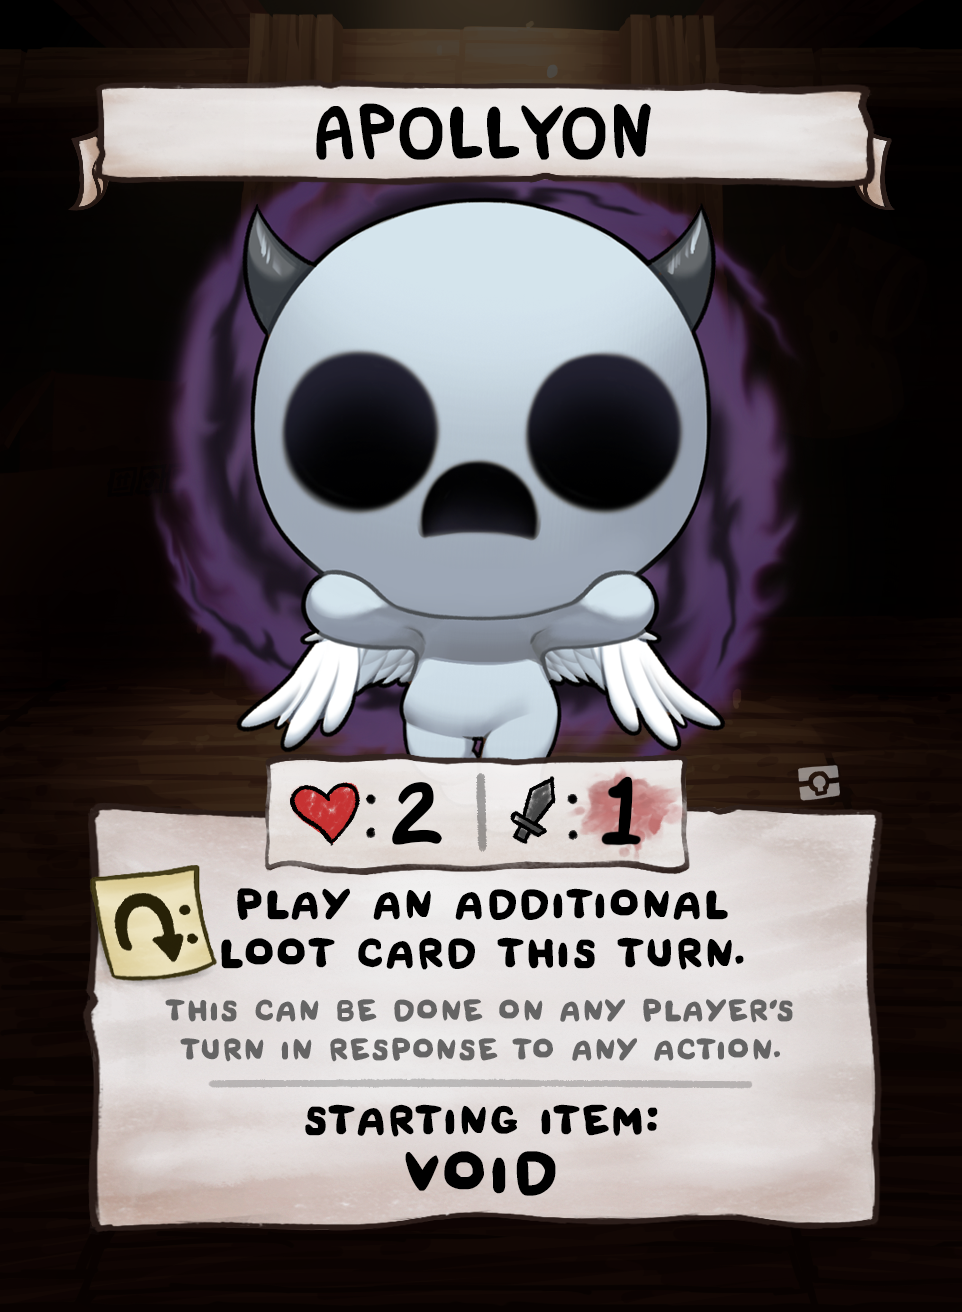 APOLLYON
: 2 : 1
: PLAY AN ADDITIONAL
LOOT CARD THIS TURN.
THIS CAN BE DONE ON ANY PLAYER'S
TURN IN RESPONSE TO ANY ACTION.
STARTING ITEM:
VOID